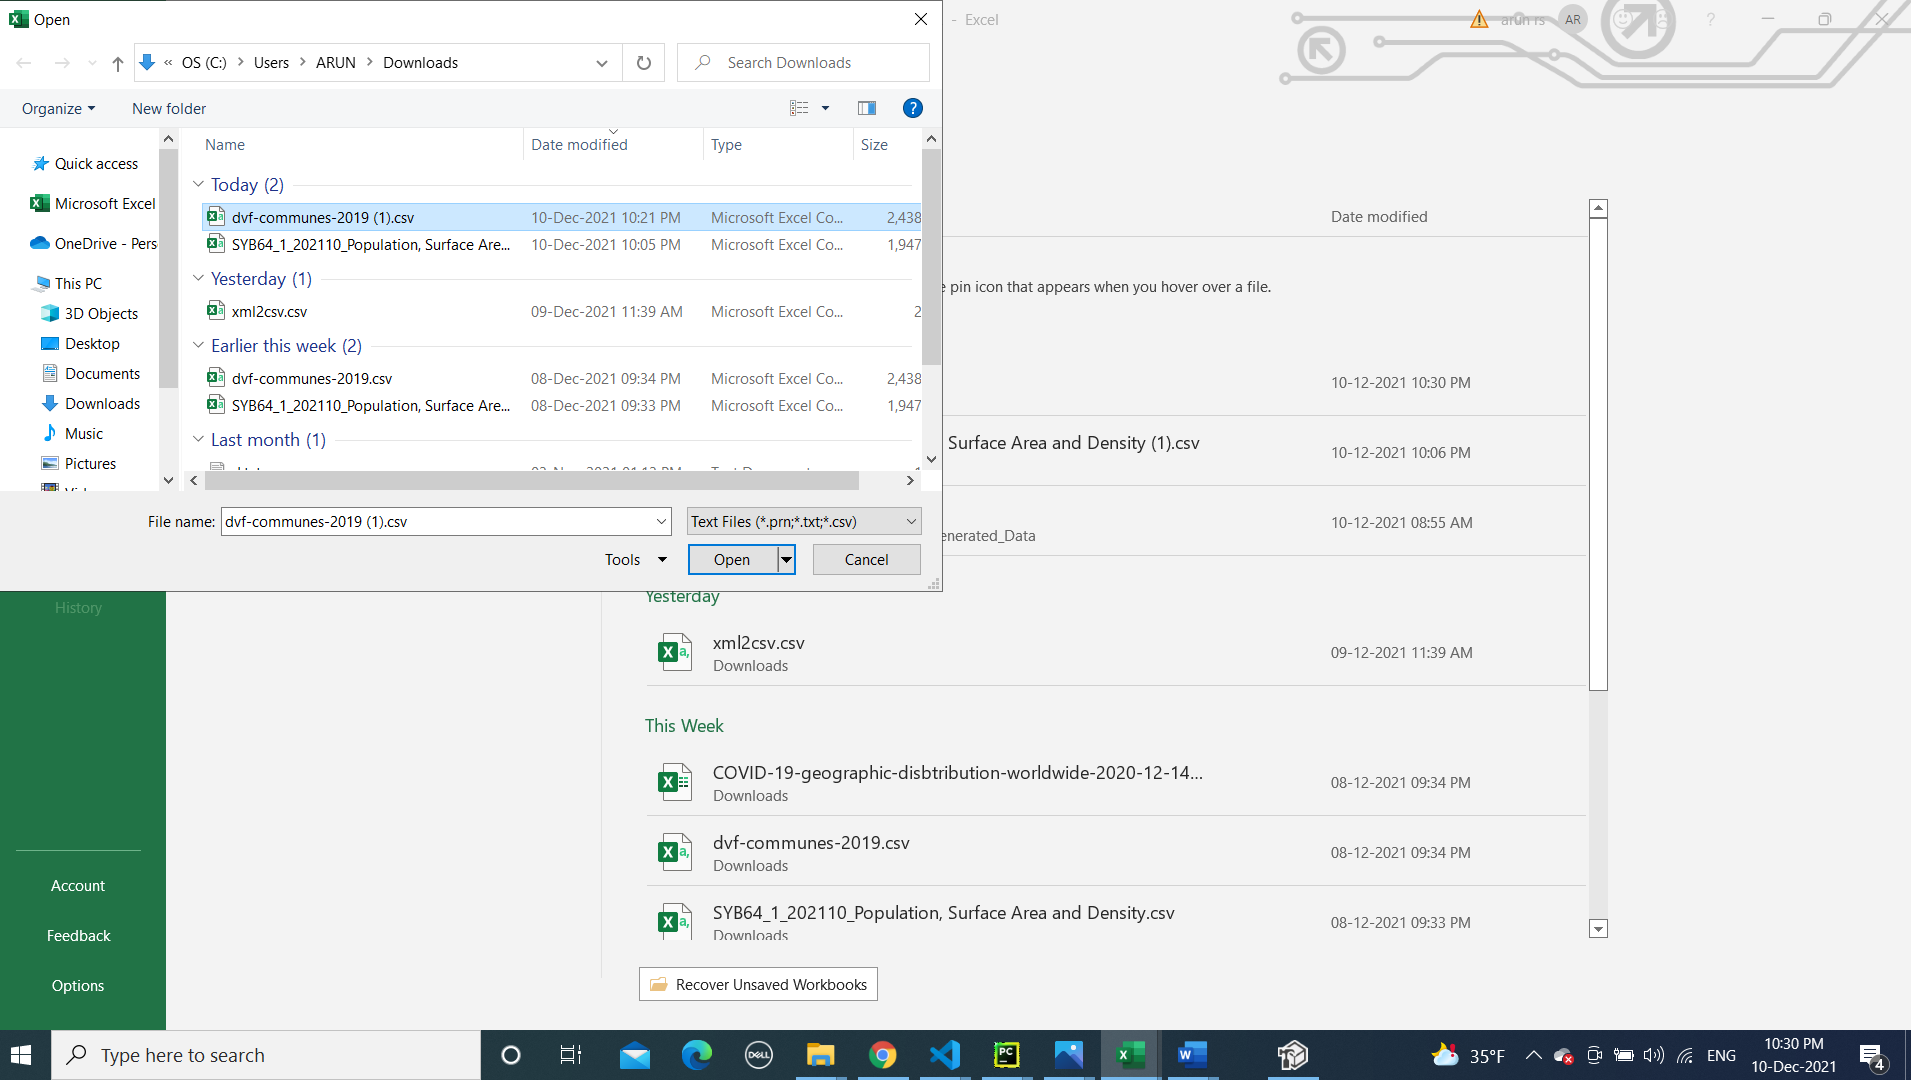 Open
- Excel
arun rs
AR
?
« OS (C:) > Users > ARUN > Downloads
Search Downloads
Organize
New folder
?
Name
Date modified
Type
Size
Quick access
Microsoft Excel
OneDrive - Pers
This PC
3D Objects
Desktop
Documents
Downloads
Music
Pictures
Today (2)
dvf-communes-2019 (1).csv 10-Dec-2021 10:21 PM Microsoft Excel Co... 2,438
SYB64_1_202110_Population, Surface Are... 10-Dec-2021 10:05 PM Microsoft Excel Co... 1,947
Yesterday (1)
xml2csv.csv 09-Dec-2021 11:39 AM Microsoft Excel Co... 2
Earlier this week (2)
dvf-communes-2019.csv 08-Dec-2021 09:34 PM Microsoft Excel Co... 2,438
SYB64_1_202110_Population, Surface Are... 08-Dec-2021 09:33 PM Microsoft Excel Co... 1,947
Last month (1)
File name: dvf-communes-2019 (1).csv
Text Files (*.prn;*.txt;*.csv)
Tools
Open
Cancel
Date modified
pin icon that appears when you hover over a file.
10-12-2021 10:30 PM
Surface Area and Density (1).csv
10-12-2021 10:06 PM
10-12-2021 08:55 AM
enerated_Data
History
Yesterday
xml2csv.csv
Downloads
09-12-2021 11:39 AM
This Week
COVID-19-geographic-disbtribution-worldwide-2020-12-14...
Downloads
08-12-2021 09:34 PM
dvf-communes-2019.csv
Downloads
08-12-2021 09:34 PM
SYB64_1_202110_Population, Surface Area and Density.csv
Downloads
08-12-2021 09:33 PM
Account
Feedback
Options
Recover Unsaved Workbooks
Type here to search
DELL
PC
35°F
ENG
10:30 PM
10-Dec-2021
4